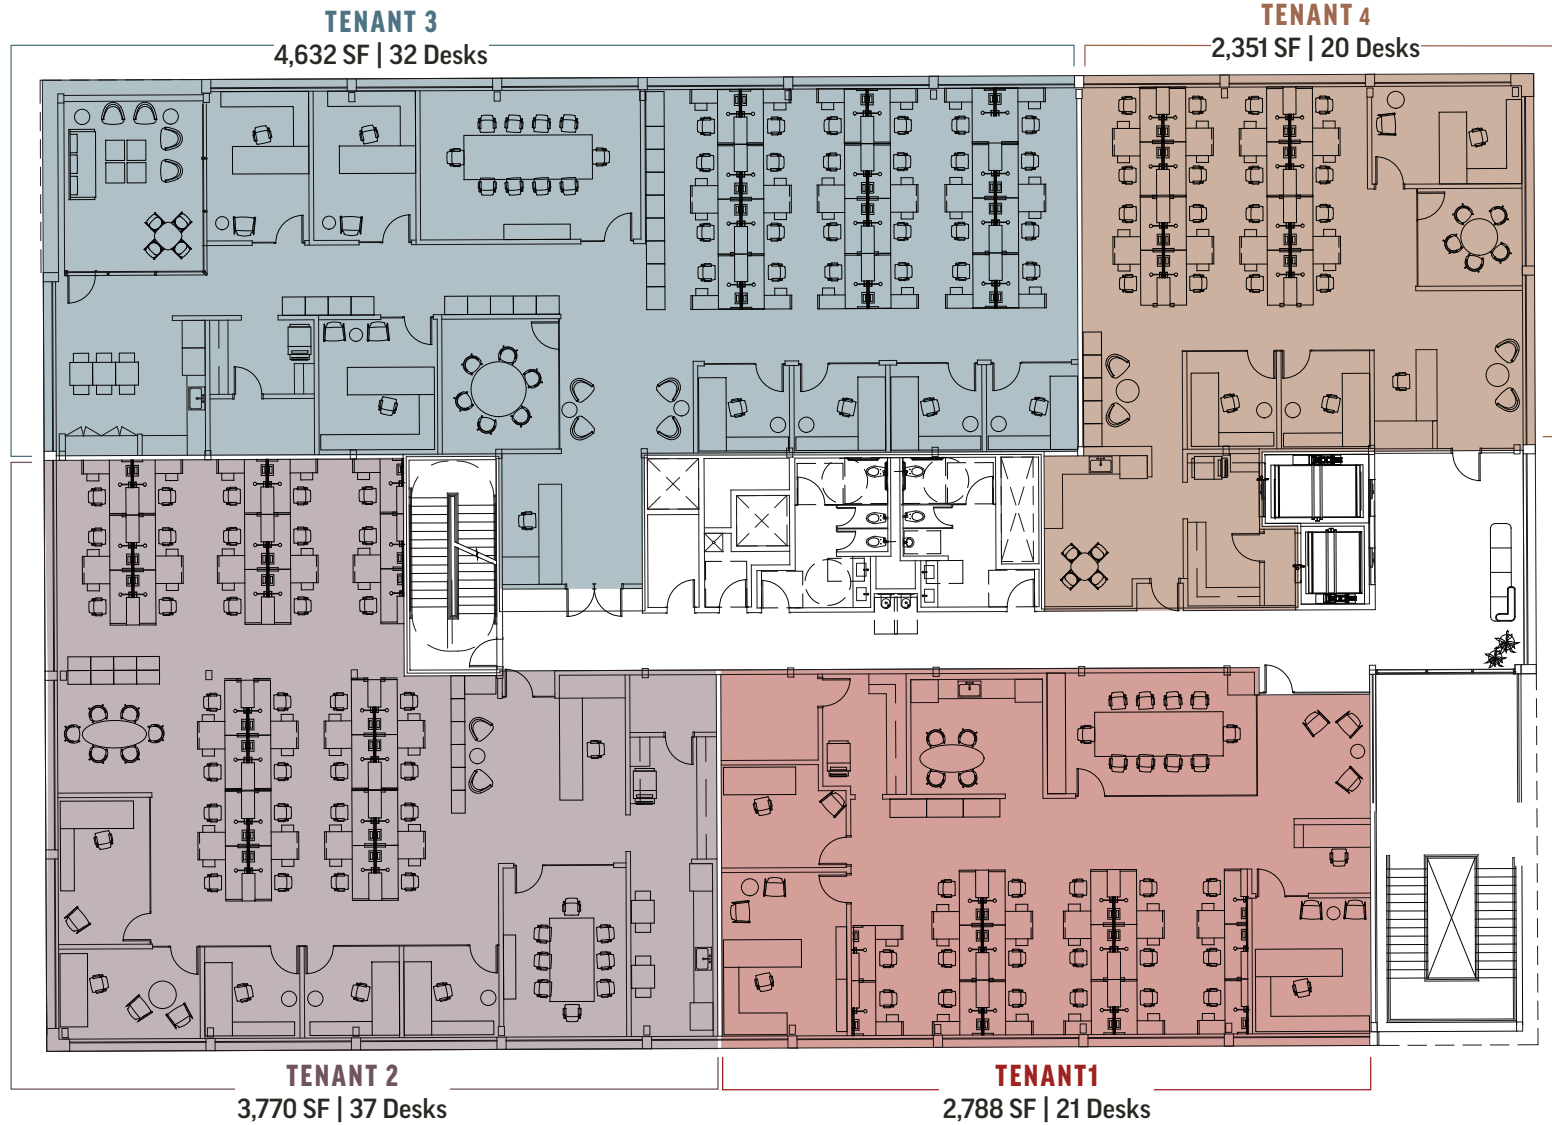 TENANT 3
4,632 SF | 32 Desks
TENANT 4
2,351 SF | 20 Desks
TENANT 2
3,770 SF | 37 Desks
TENANT1
2,788 SF | 21 Desks